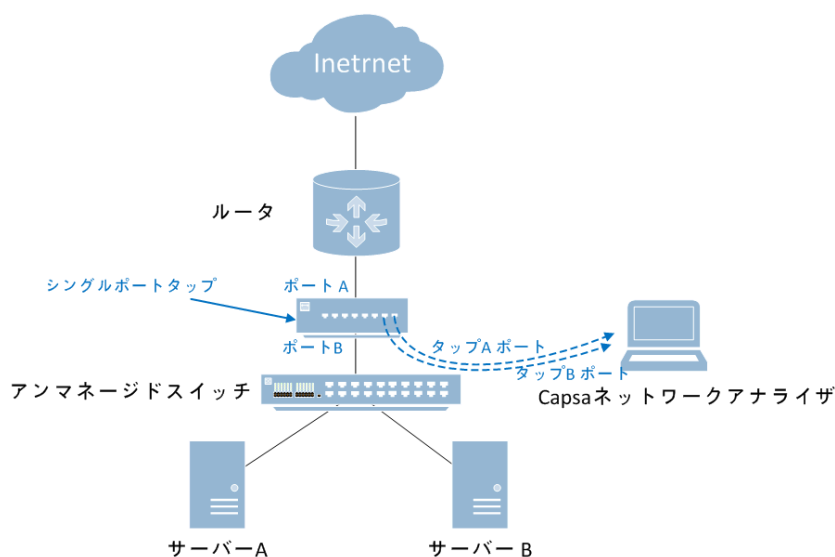 Inetrnet
ルータ
シングルポートタップ
ポート A
ポートB
タップA ポート
タップB ポート
アンマネージドスイッチ
Capsaネットワークアナライザ
サーバーA
サーバー B